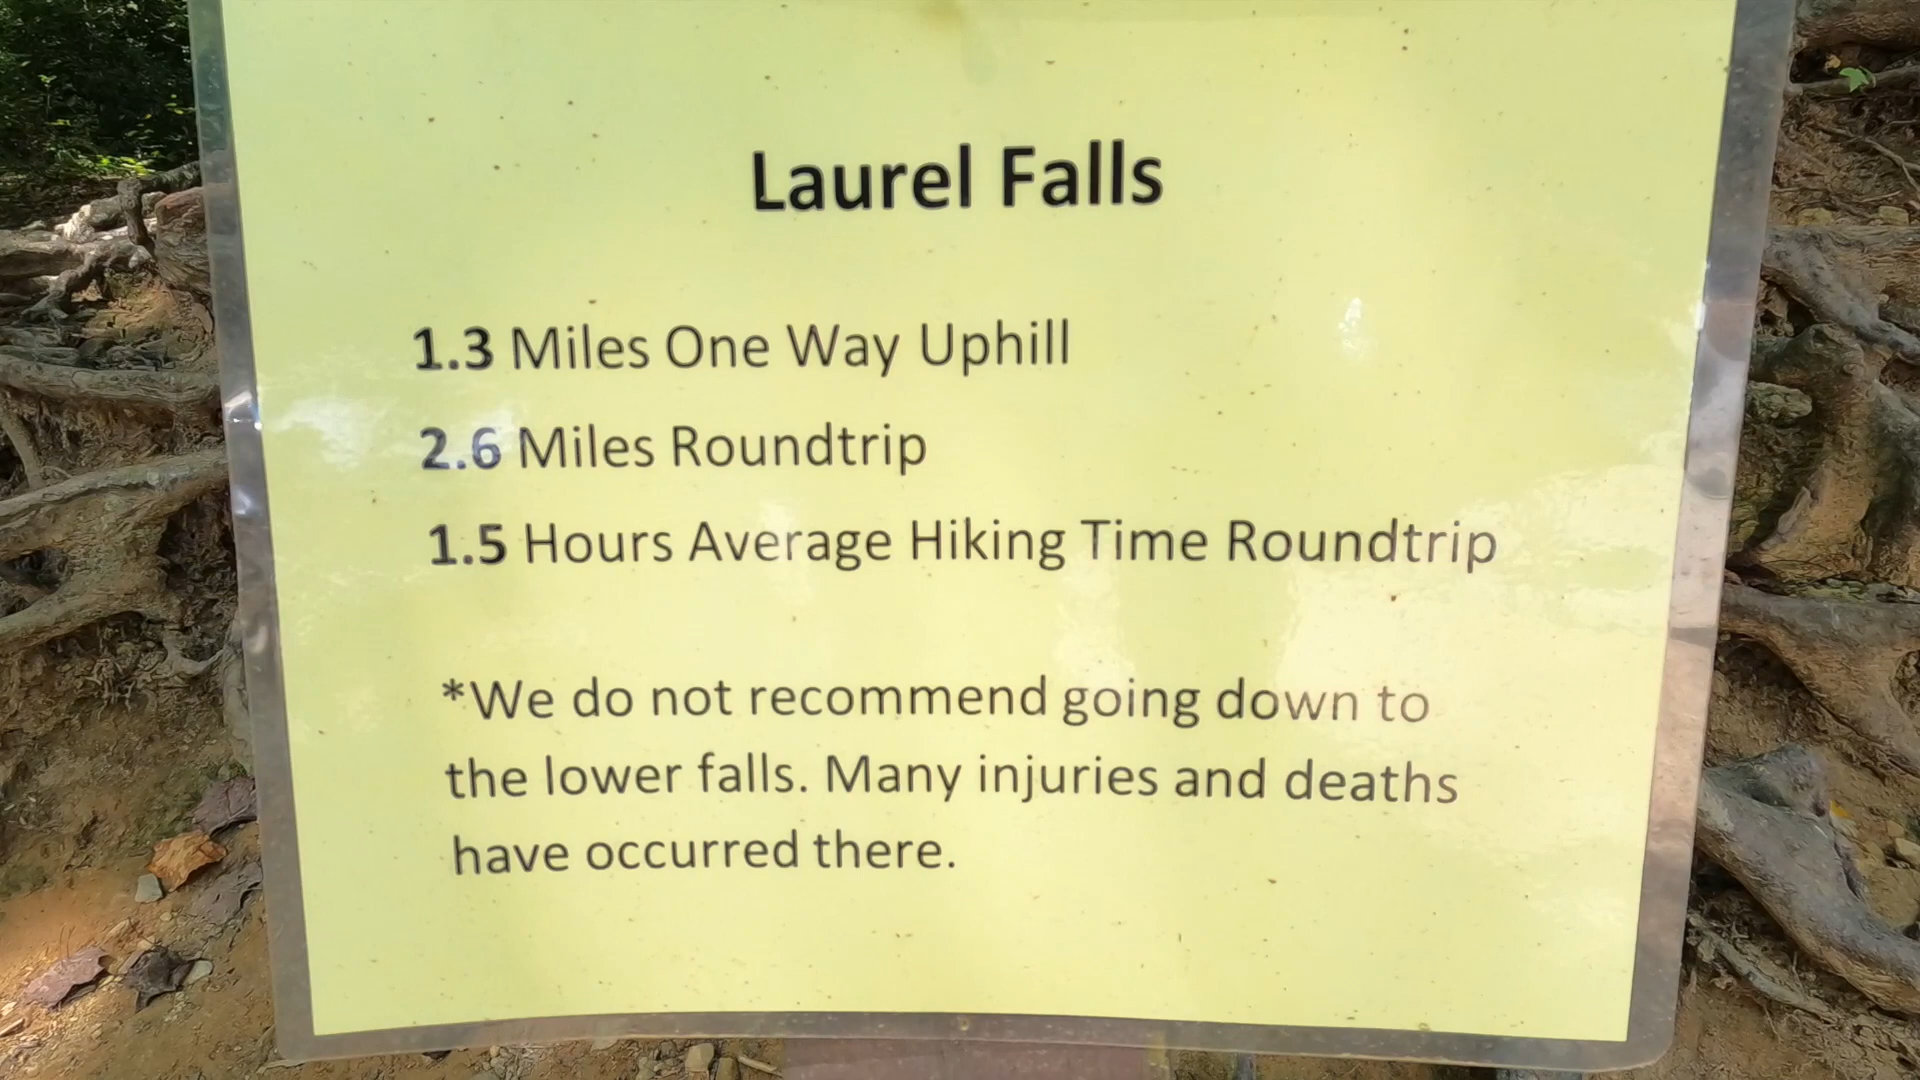 Laurel Falls
1.3 Miles One Way Uphill
2.6 Miles Roundtrip
1.5 Hours Average Hiking Time Roundtrip
*We do not recommend going down to
the lower falls. Many injuries and deaths
have occurred there.